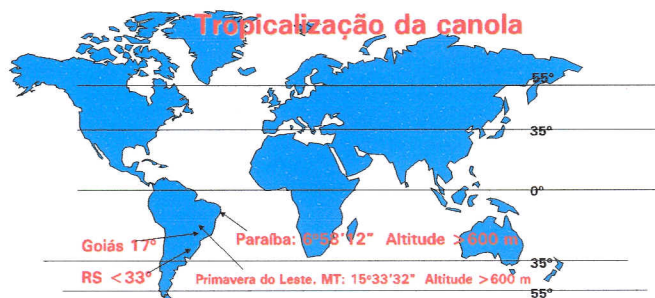 Tropicalização da canola
55°
35°
0°
Goiás 17°
Paraíba: 6°58'12" Altitude >600 m
35°
RS <33°
Primavera do Leste. MT: 15°33'32" Altitude >600 m
55°